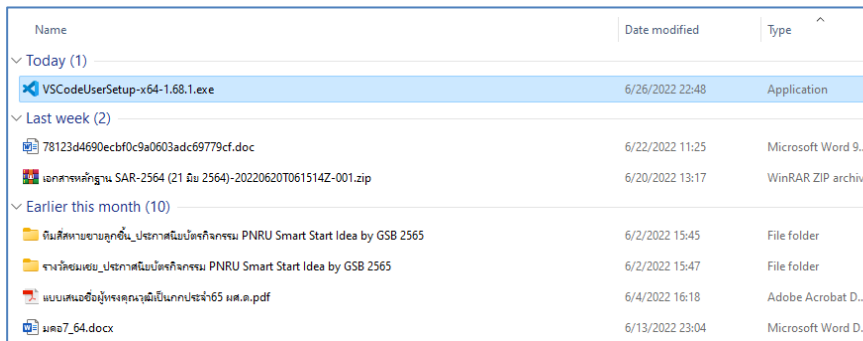 Name Date modified Type
Today (1)
VSCodeUserSetup-x64-1.68.1.exe 6/26/2022 22:48 Application
Last week (2)
78123d4690ecbf0c9a0603adc69779cf.doc 6/22/2022 11:25 Microsoft Word 9...
เอกสารหลักฐาน SAR-2564 (21 มิย 2564)-20220620T061514Z-001.zip 6/20/2022 13:17 WinRAR ZIP archiv
Earlier this month (10)
ทีมสี่สหายขายลูกชิ้น_ประกาศนียบัตรกิจกรรม PNRU Smart Start Idea by GSB 2565 6/2/2022 15:45 File folder
รางวัลชมเชย_ประกาศนียบัตรกิจกรรม PNRU Smart Start Idea by GSB 2565 6/2/2022 15:47 File folder
แบบเสนอชื่อผู้ทรงคุณวุฒิเป็นกกประจำ65 ผศ.ด.pdf 6/4/2022 16:18 Adobe Acrobat D...
มคอ7_64.docx 6/13/2022 23:04 Microsoft Word D...